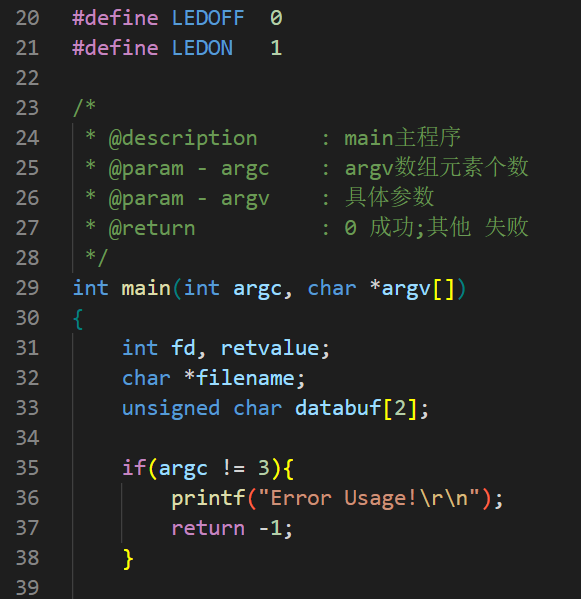 20 #define LEDOFF  0
21 #define LEDON   1
22
23 /*
24  * @description     : main主程序
25  * @param - argc    : argv数组元素个数
26  * @param - argv    : 具体参数
27  * @return          : 0 成功;其他 失败
28  */
29 int main(int argc, char *argv[])
30 {
31     int fd, retvalue;
32     char *filename;
33     unsigned char databuf[2];
34
35     if(argc != 3){
36         printf("Error Usage!\r\n");
37         return -1;
38     }
39